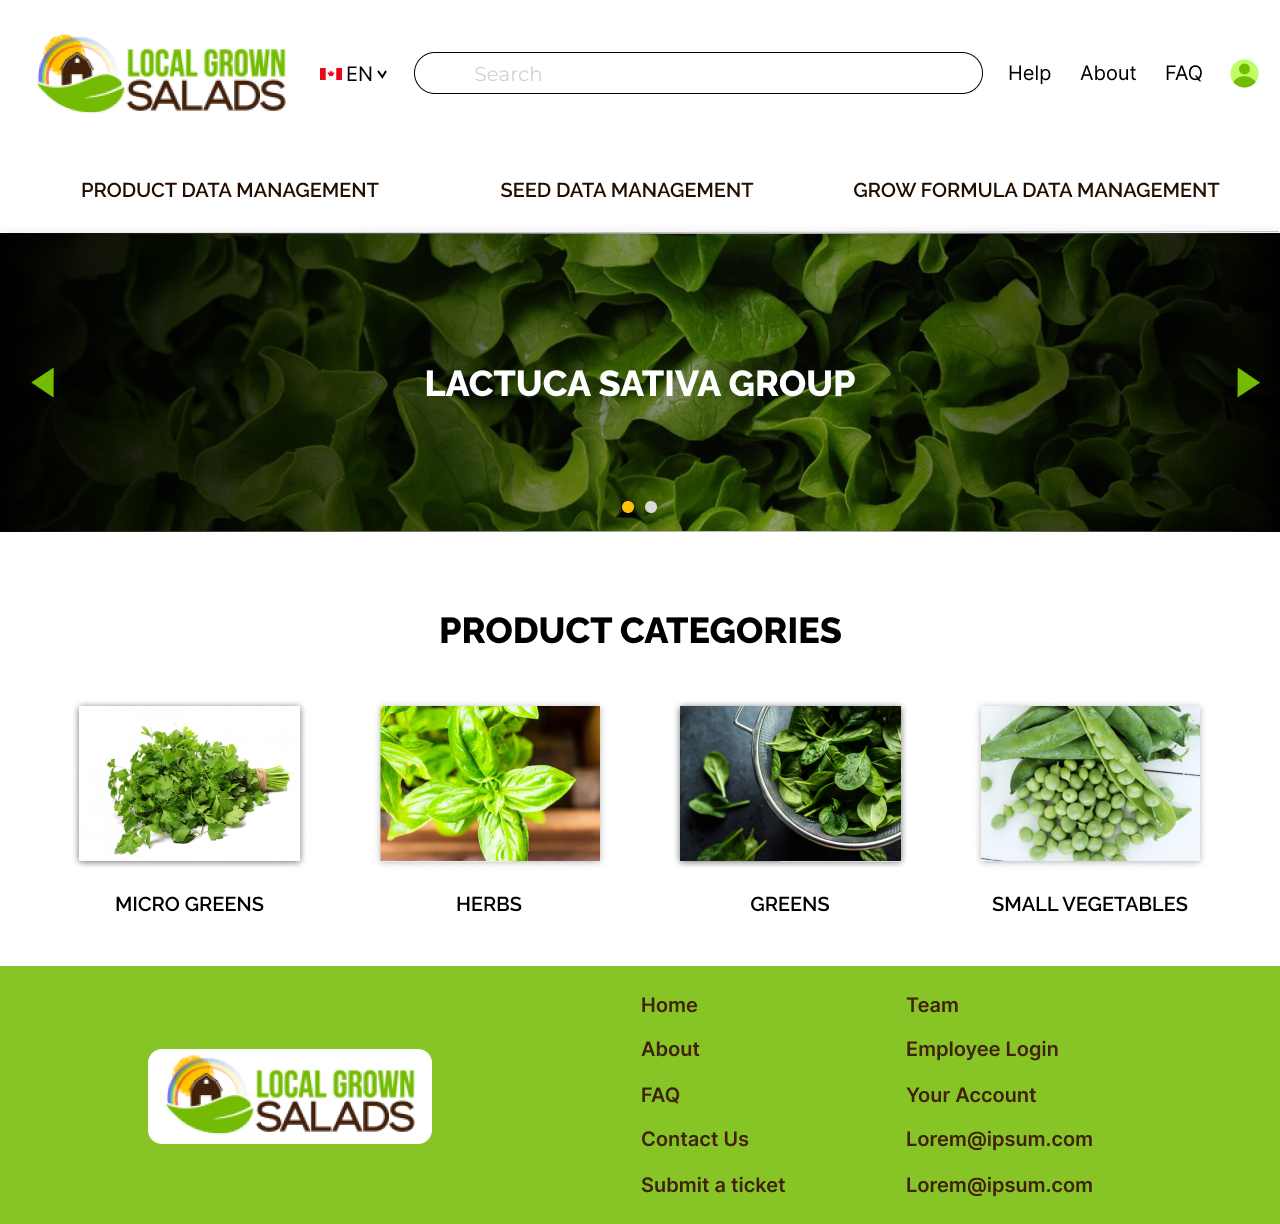 LOCAL GROWN
SALADS
EN
Search
Help
About
FAQ
PRODUCT DATA MANAGEMENT
SEED DATA MANAGEMENT
GROW FORMULA DATA MANAGEMENT
LACTUCA SATIVA GROUP
PRODUCT CATEGORIES
MICRO GREENS
HERBS
GREENS
SMALL VEGETABLES
LOCAL GROWN
SALADS
Home
About
FAQ
Contact Us
Submit a ticket
Team
Employee Login
Your Account
Lorem@ipsum.com
Lorem@ipsum.com